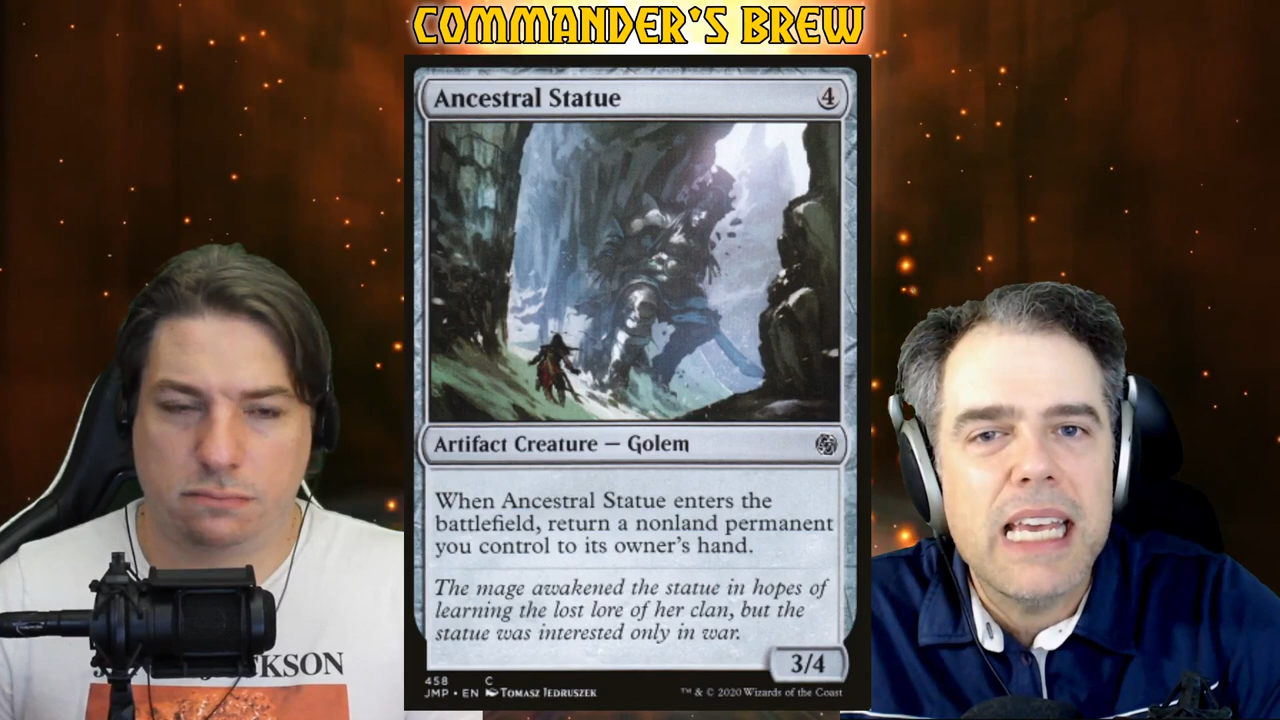 COMMANDER'S BREW
Ancestral Statue 4
Artifact Creature — Golem
When Ancestral Statue enters the
battlefield, return a nonland permanent
you control to its owner's hand.
The mage awakened the statue in hopes of
learning the lost lore of her clan, but the
statue was interested only in war.
3/4
458 C
JMP • EN TOMASZ JEDRUSZEK
™ & © 2020 Wizards of the Coast
KSON